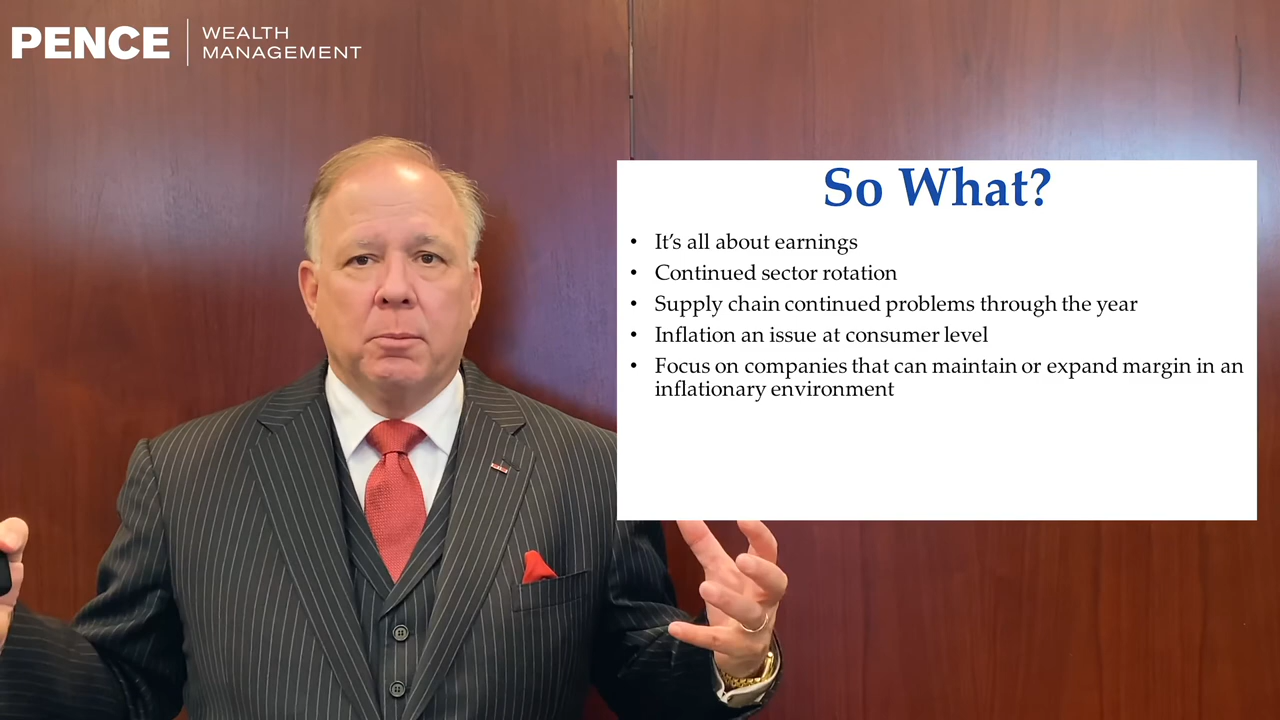 PENCE
WEALTH
MANAGEMENT
So What?
• It's all about earnings
• Continued sector rotation
• Supply chain continued problems through the year
• Inflation an issue at consumer level
• Focus on companies that can maintain or expand margin in an
inflationary environment